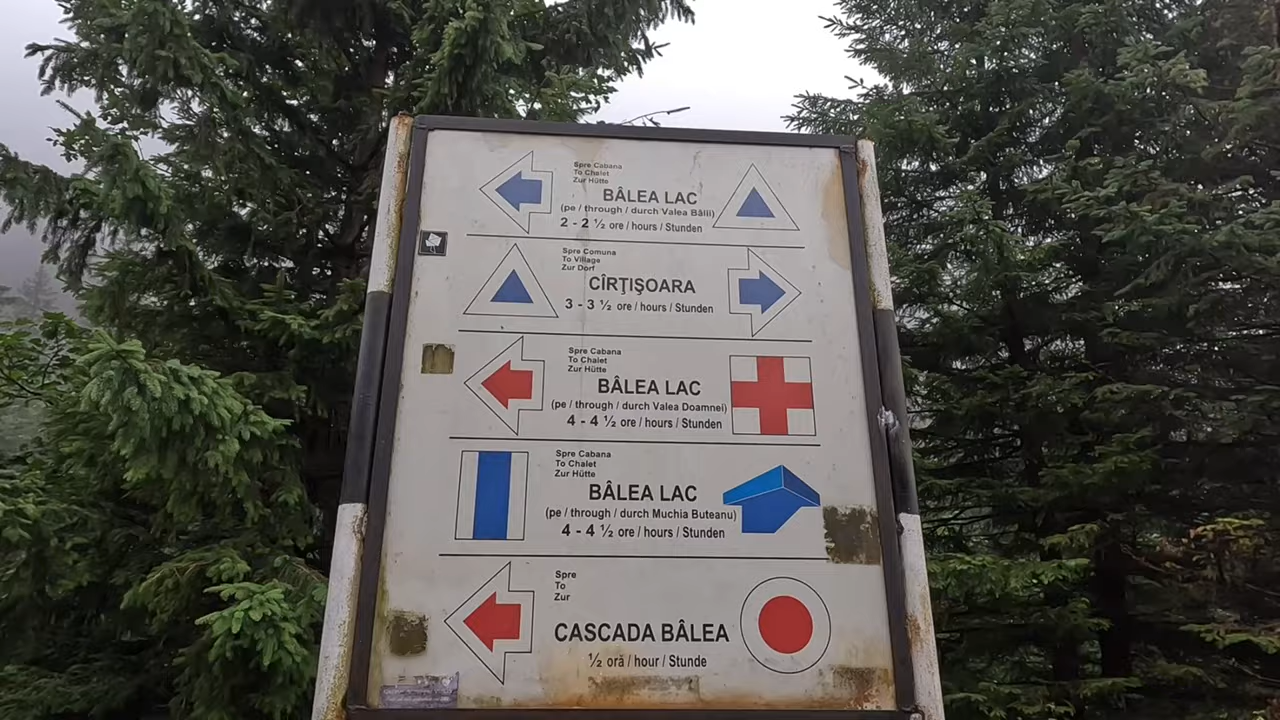 Spre Cabana
To Chalet
Zur Hütte
BÂLEA LAC
(pe / through / durch Valea Bâlii)
2 - 2 ½ ore / hours / Stunden
Spre Comuna
To Village
Zur Dorf
CÎRŢIŞOARA
3 - 3 ½ ore / hours / Stunden
Spre Cabana
To Chalet
Zur Hütte
BÂLEA LAC
(pe / through / durch Valea Doamnei)
4 - 4 ½ ore / hours / Stunden
Spre Cabana
To Chalet
Zur Hütte
BÂLEA LAC
(pe / through / durch Muchia Buteanu)
4 - 4 ½ ore / hours / Stunden
Spre
To
Zur
CASCADA BÂLEA
½ oră / hour / Stunde